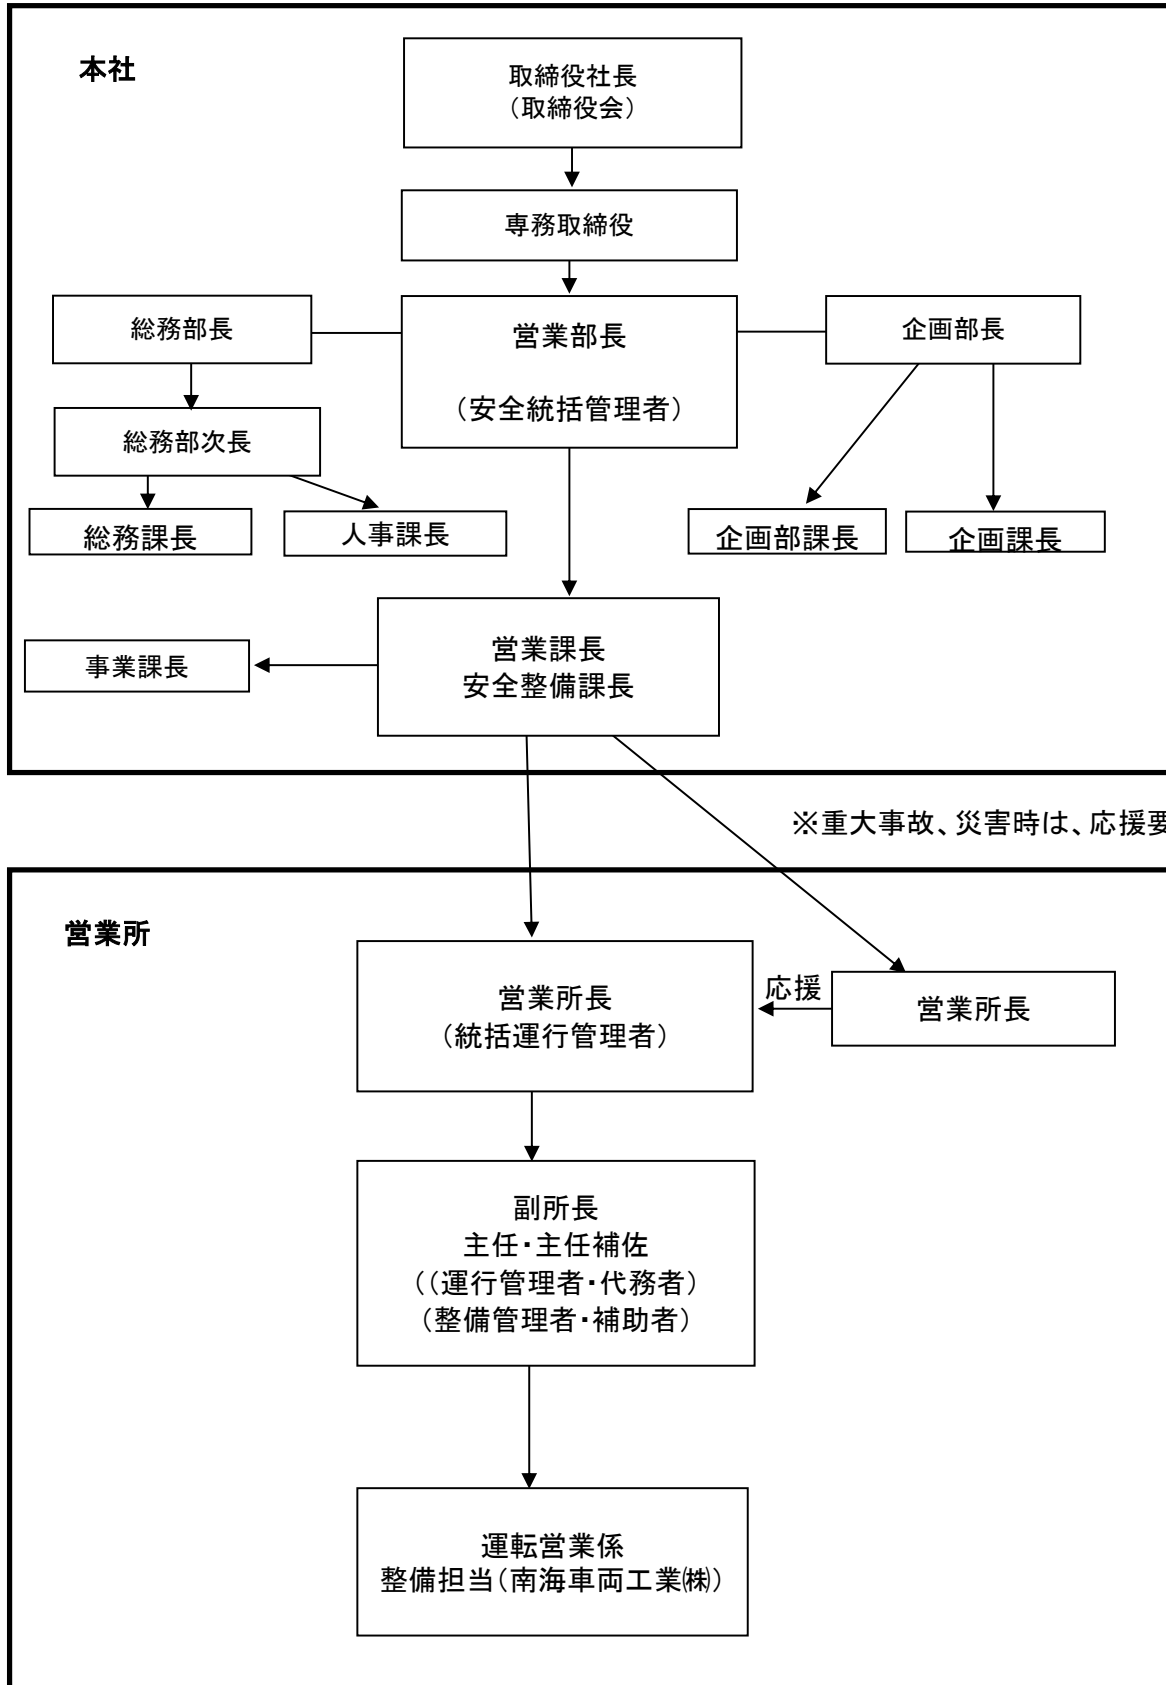 本社
取締役社長
（取締役会）
専務取締役
総務部長
営業部長
（安全統括管理者）
企画部長
総務部次長
総務課長
人事課長
企画部課長
企画課長
事業課長
営業課長
安全整備課長
※重大事故、災害時は、応援要
営業所
営業所長
（統括運行管理者）
応援
営業所長
副所長
主任・主任補佐
（（運行管理者・代務者）
（整備管理者・補助者）
運転営業係
整備担当（南海車両工業㈱）